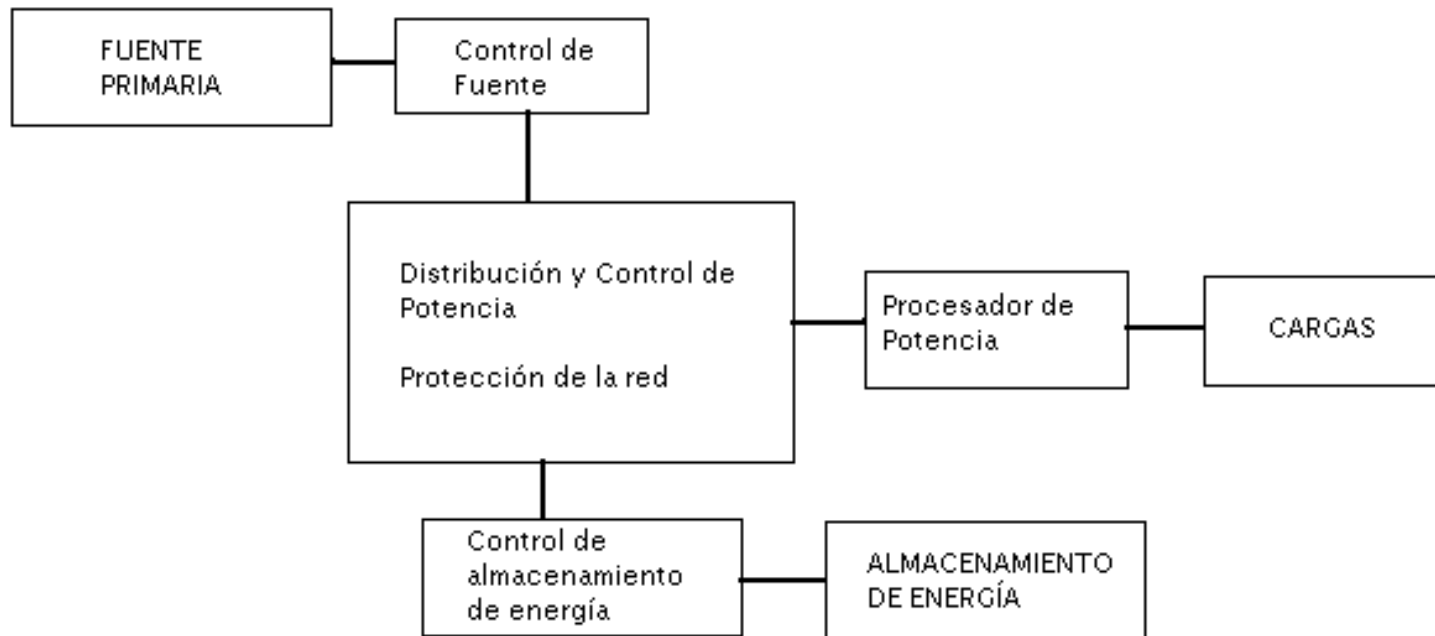 FUENTE
PRIMARIA
Control de
Fuente
Distribución y Control de
Potencia
Protección de la red
Procesador de
Potencia
CARGAS
Control de
almacenamiento
de energía
ALMACENAMIENTO
DE ENERGÍA